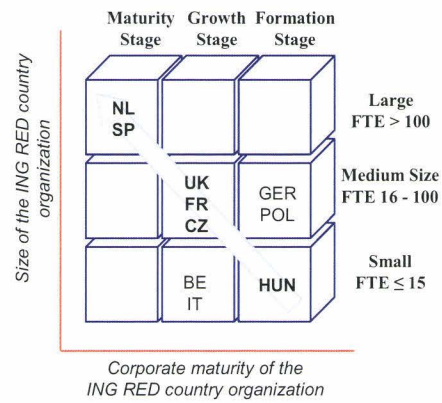 Maturity Growth Formation
Stage Stage Stage
NL
SP
Large
FTE > 100
UK
FR
CZ
GER
POL
Medium Size
FTE 16 - 100
BE
IT
HUN
Small
FTE ≤ 15
Size of the ING RED country
organization
Corporate maturity of the
ING RED country organization